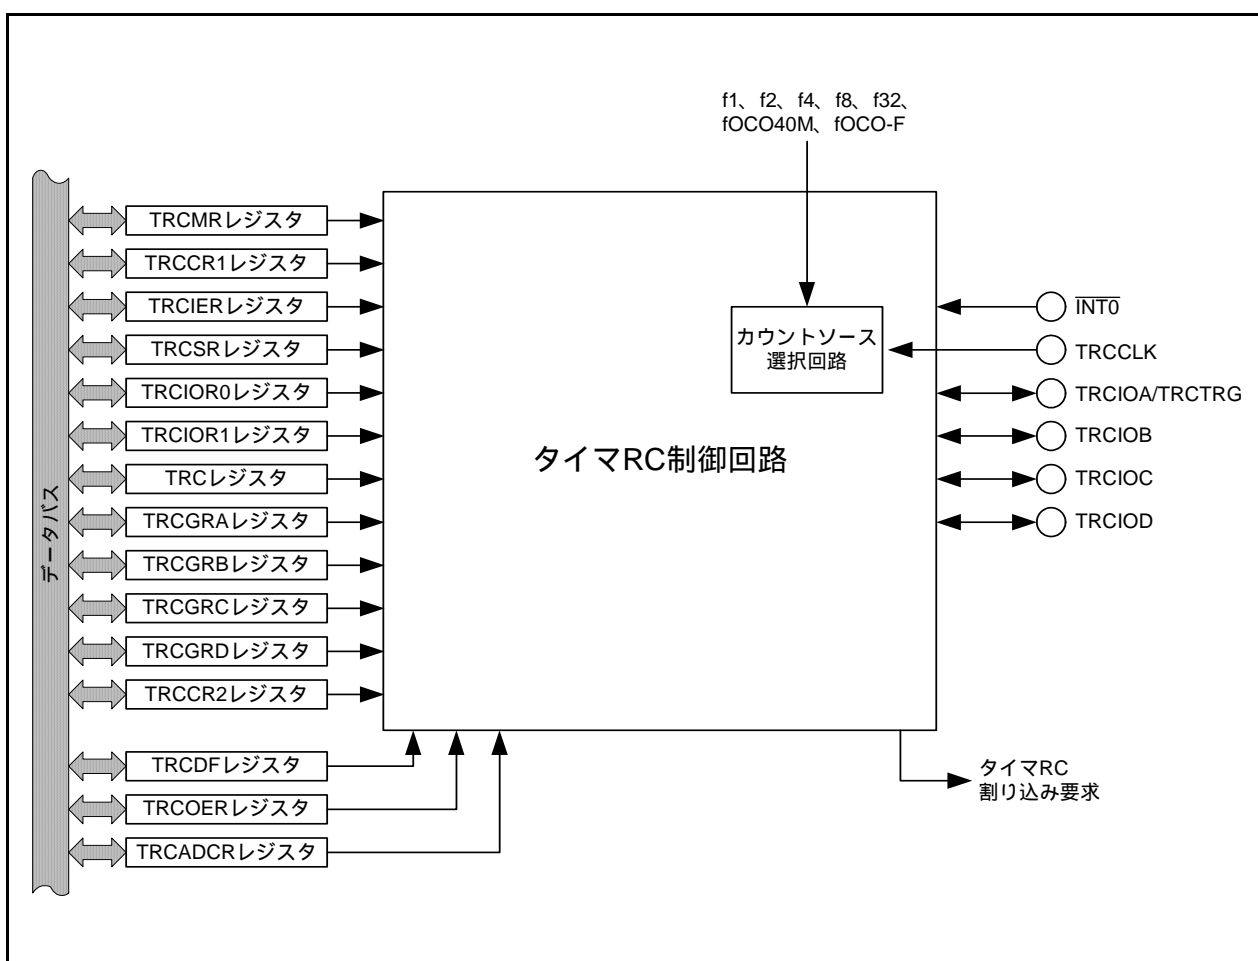 f1、f2、f4、f8、f32、
fOCO40M、fOCO-F
データバス
TRCMRレジスタ
TRCCR1レジスタ
TRCIERレジスタ
TRCSRレジスタ
TRCIOR0レジスタ
TRCIOR1レジスタ
TRCレジスタ
TRCGRAレジスタ
TRCGRBレジスタ
TRCGRCレジスタ
TRCGRDレジスタ
TRCCR2レジスタ
TRCDFレジスタ
TRCOERレジスタ
TRCADCRレジスタ
カウントソース
選択回路
タイマRC制御回路
INT0
TRCCLK
TRCIOA/TRCTRG
TRCIOB
TRCIOC
TRCIOD
タイマRC
割り込み要求